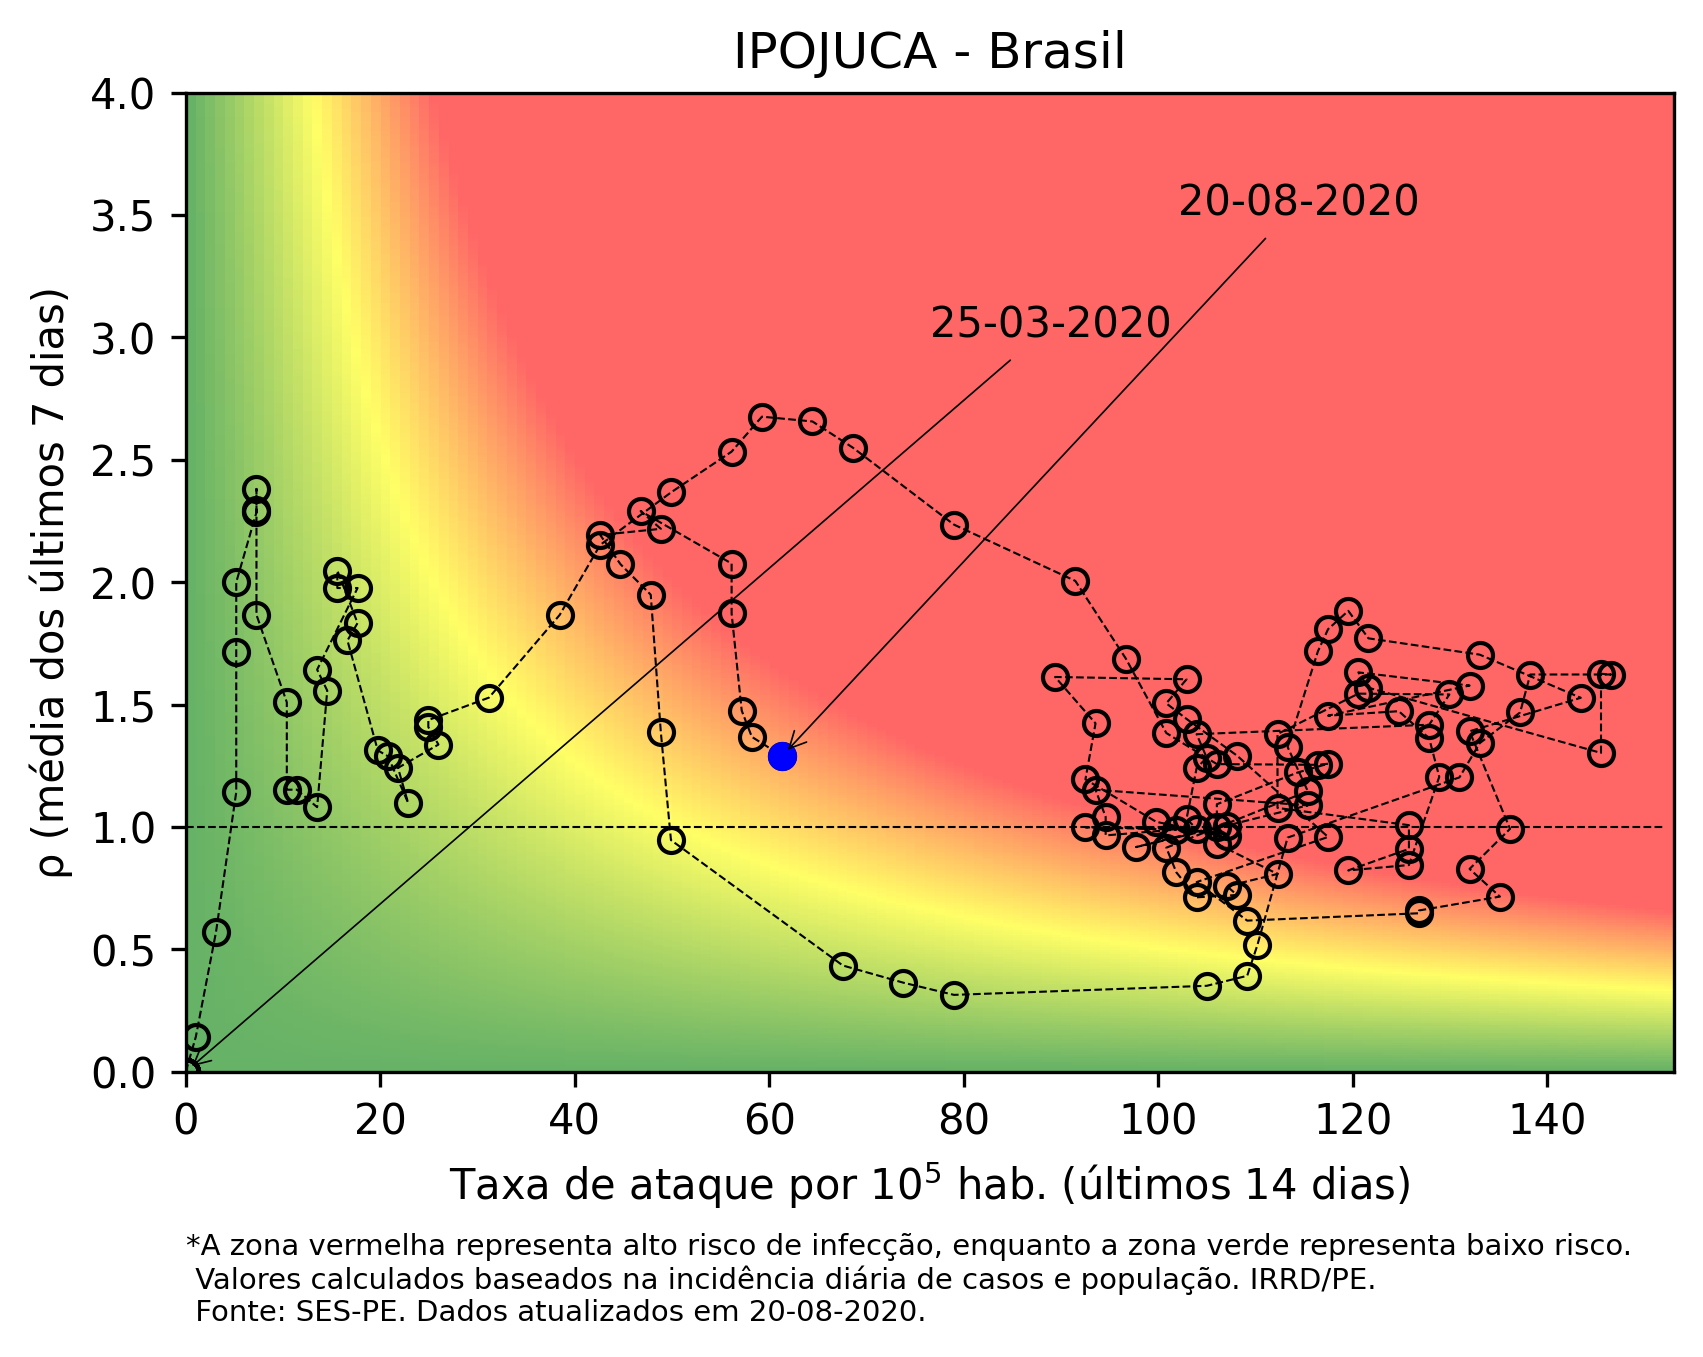 IPOJUCA - Brasil
4.0
3.5
3.0
2.5
2.0
1.5
1.0
0.5
0.0
ρ (média dos últimos 7 dias)
20-08-2020
25-03-2020
0 20 40 60 80 100 120 140
Taxa de ataque por 10⁵ hab. (últimos 14 dias)
*A zona vermelha representa alto risco de infecção, enquanto a zona verde representa baixo risco.
Valores calculados baseados na incidência diária de casos e população. IRRD/PE.
Fonte: SES-PE. Dados atualizados em 20-08-2020.